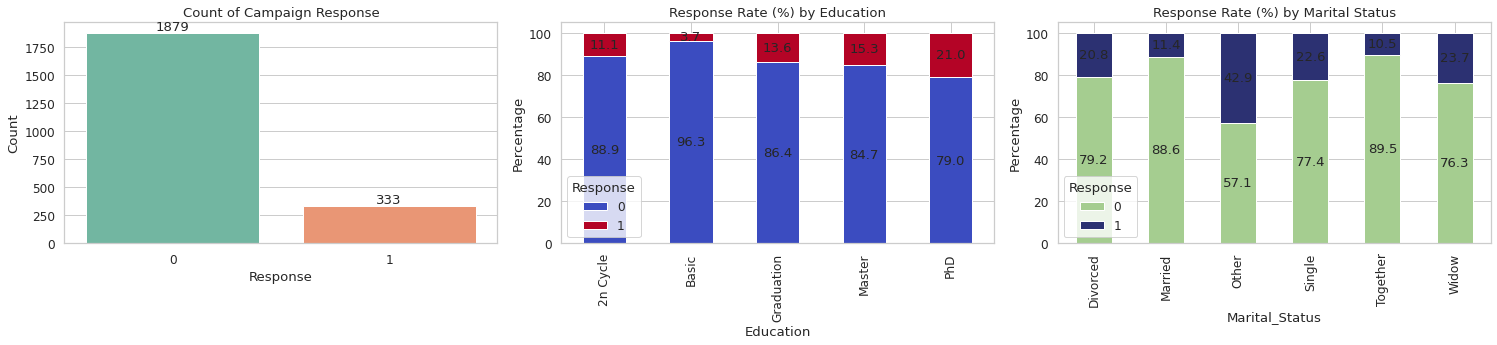 Count of Campaign Response
1879
333
1750
1500
1250
1000
750
500
250
0
Count
0
1
Response
Response Rate (%) by Education
100
80
60
40
20
0
Percentage
11.1
3.7
13.6
15.3
21.0
88.9
96.3
86.4
84.7
79.0
Response
0
1
2n Cycle
Basic
Graduation
Master
PhD
Education
Response Rate (%) by Marital Status
100
80
60
40
20
0
Percentage
20.8
11.4
42.9
22.6
10.5
23.7
79.2
88.6
57.1
77.4
89.5
76.3
Response
0
1
Divorced
Married
Other
Single
Together
Widow
Marital_Status